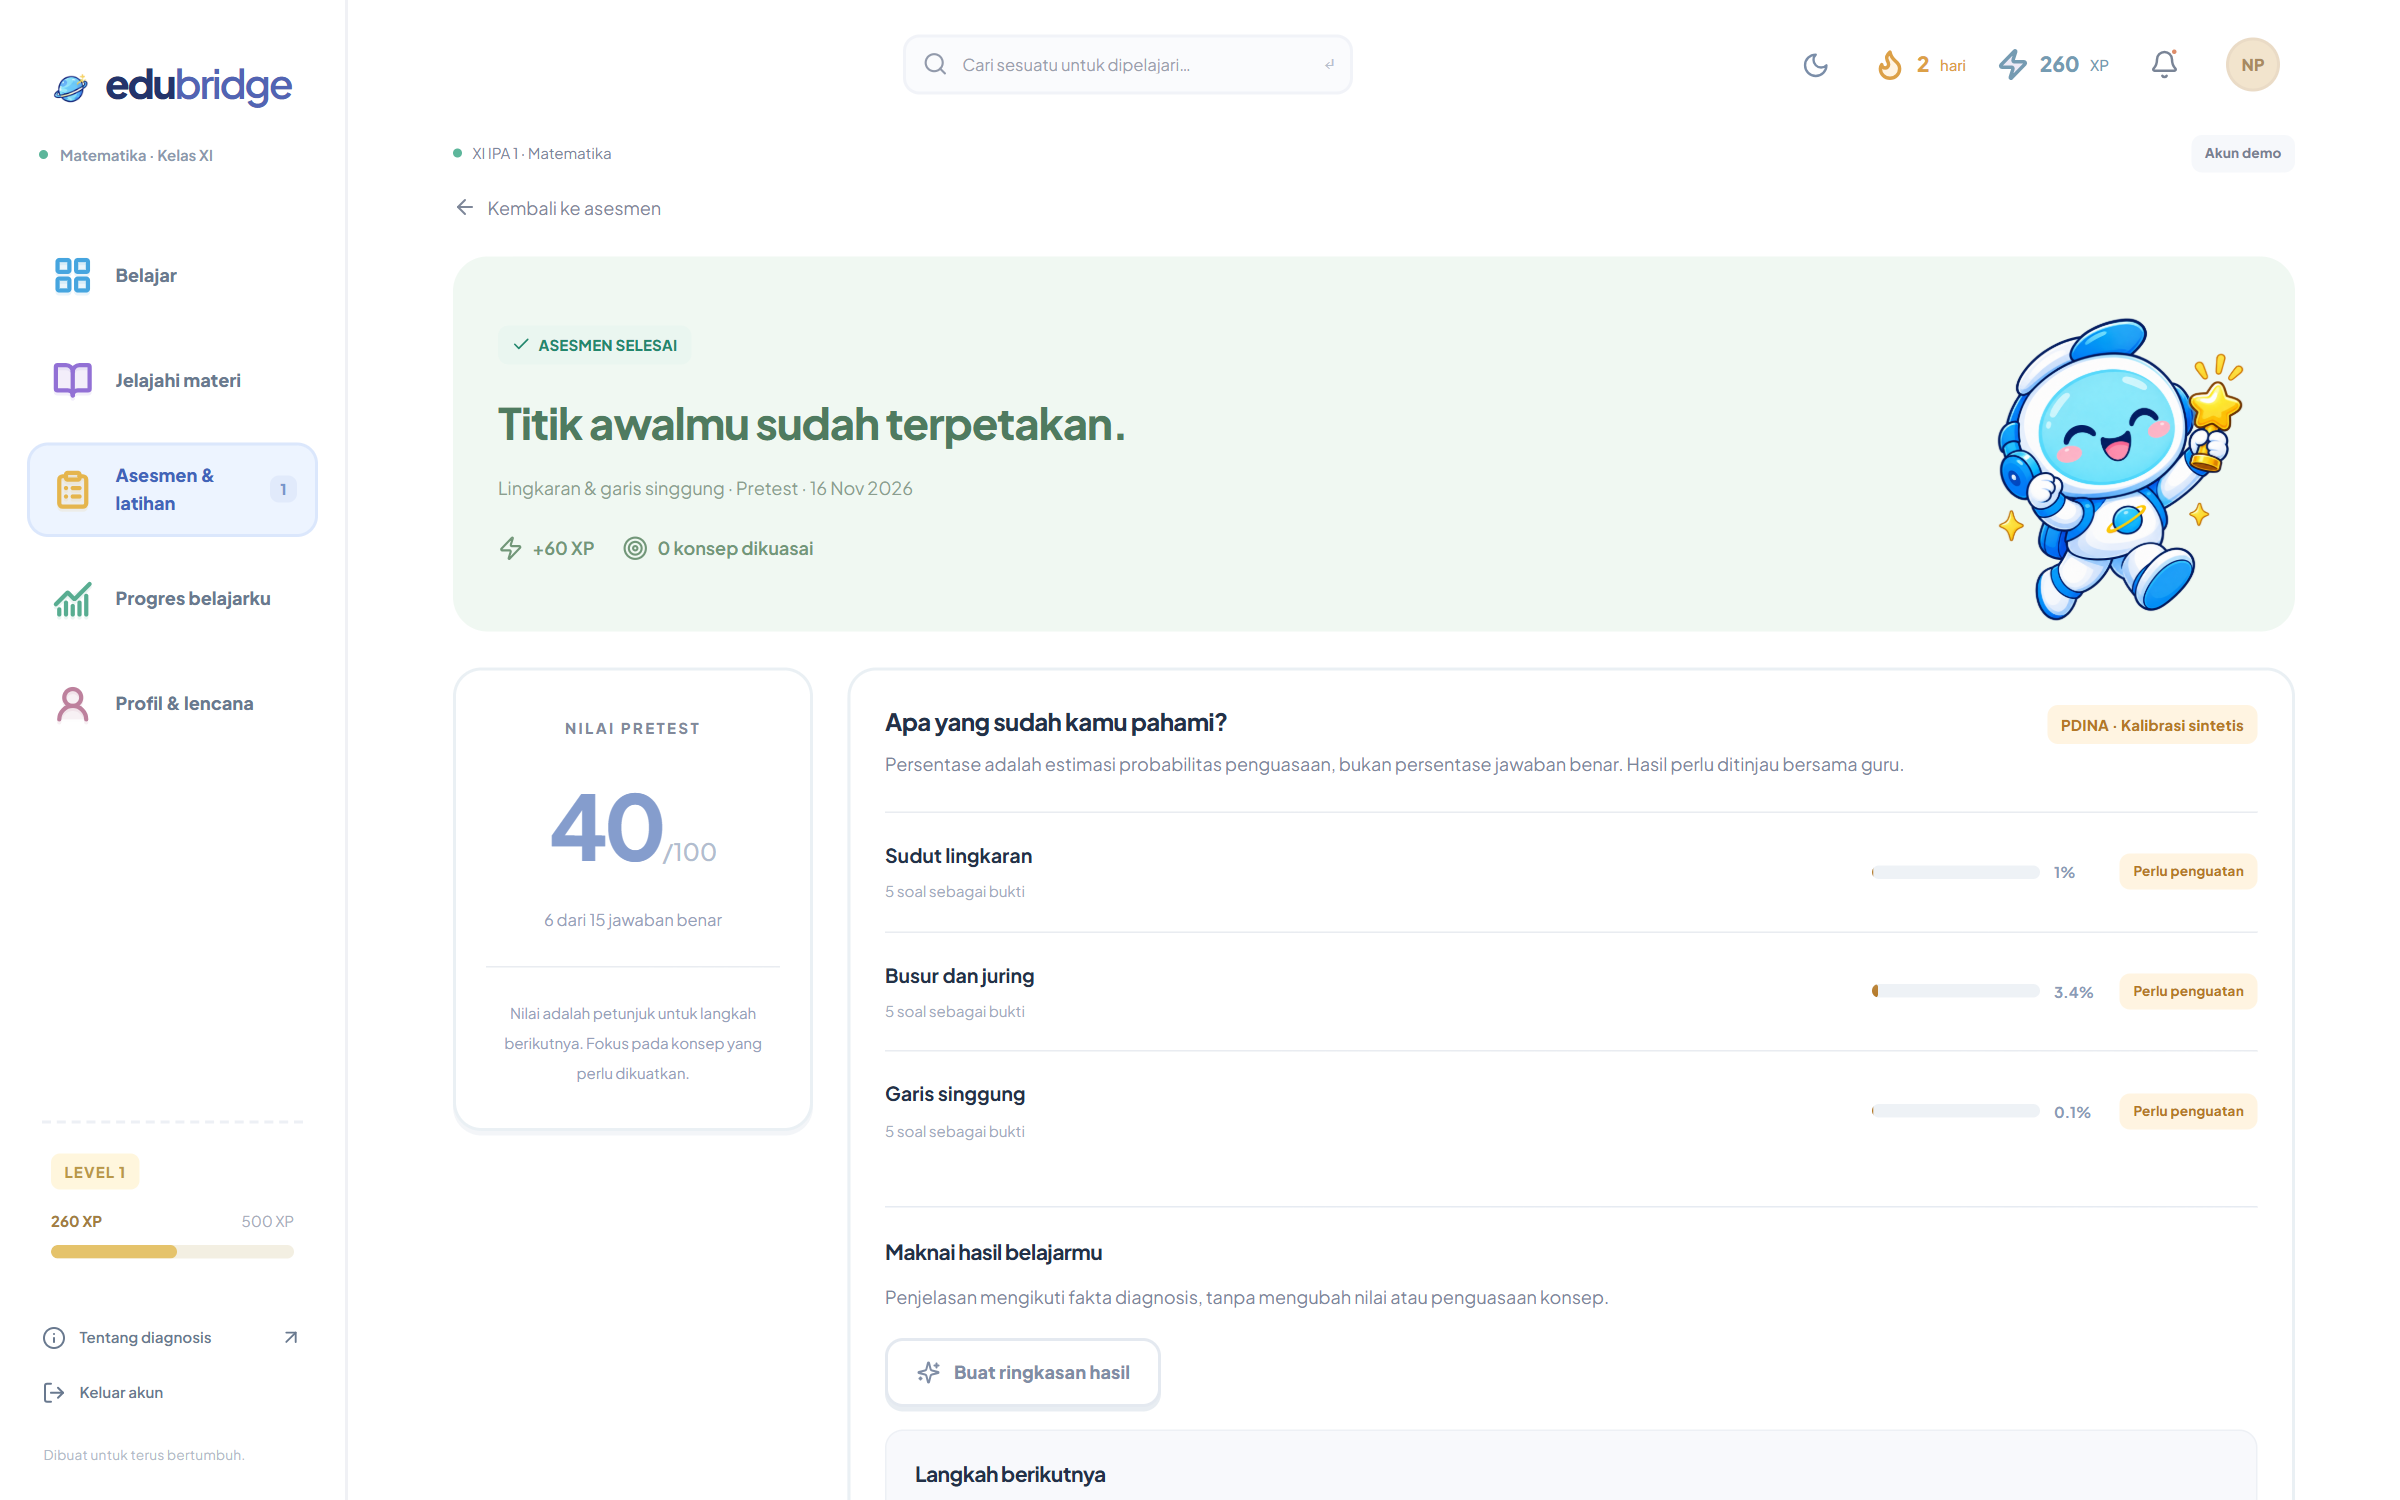 edubridge
Matematika · Kelas XI
Belajar
Jelajahi materi
Asesmen &
latihan
1
Progres belajarku
Profil & lencana
LEVEL 1
260 XP
500 XP
Tentang diagnosis
Keluar akun
Dibuat untuk terus bertumbuh.
Cari sesuatu untuk dipelajari...
2 hari
260 XP
NP
XI IPA 1 · Matematika
Akun demo
Kembali ke asesmen
ASESMEN SELESAI
Titik awalmu sudah terpetakan.
Lingkaran & garis singgung · Pretest · 16 Nov 2026
+60 XP
0 konsep dikuasai
NILAI PRETEST
40/100
6 dari 15 jawaban benar
Nilai adalah petunjuk untuk langkah
berikutnya. Fokus pada konsep yang
perlu dikuatkan.
Apa yang sudah kamu pahami?
PDINA · Kalibrasi sintetis
Persentase adalah estimasi probabilitas penguasaan, bukan persentase jawaban benar. Hasil perlu ditinjau bersama guru.
Sudut lingkaran
5 soal sebagai bukti
1%
Perlu penguatan
Busur dan juring
5 soal sebagai bukti
3.4%
Perlu penguatan
Garis singgung
5 soal sebagai bukti
0.1%
Perlu penguatan
Maknai hasil belajarmu
Penjelasan mengikuti fakta diagnosis, tanpa mengubah nilai atau penguasaan konsep.
Buat ringkasan hasil
Langkah berikutnya